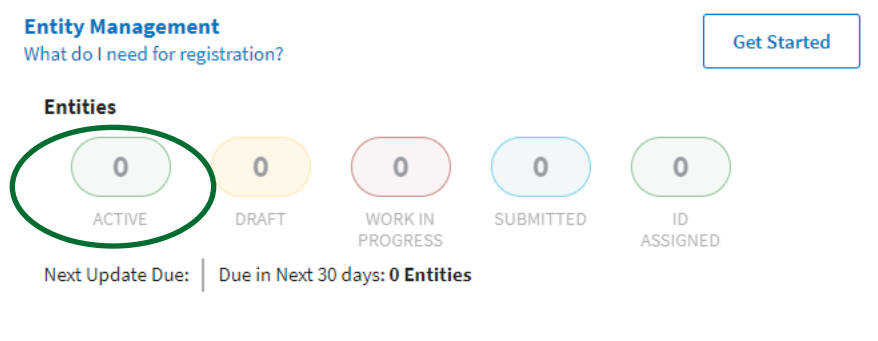 Entity Management
What do I need for registration?
Get Started
Entities
0 0 0 0 0
ACTIVE DRAFT WORK IN PROGRESS SUBMITTED ID ASSIGNED
Next Update Due: Due in Next 30 days: 0 Entities